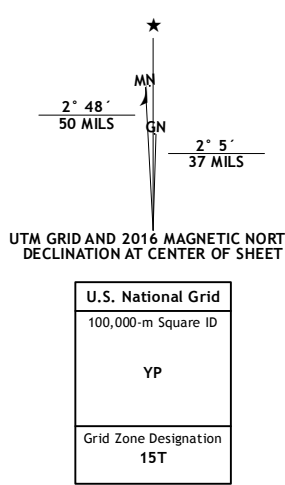 MN
GN
2° 48´
50 MILS
2° 5´
37 MILS
UTM GRID AND 2016 MAGNETIC NORT
DECLINATION AT CENTER OF SHEET
U.S. National Grid
100,000-m Square ID
YP
Grid Zone Designation
15T